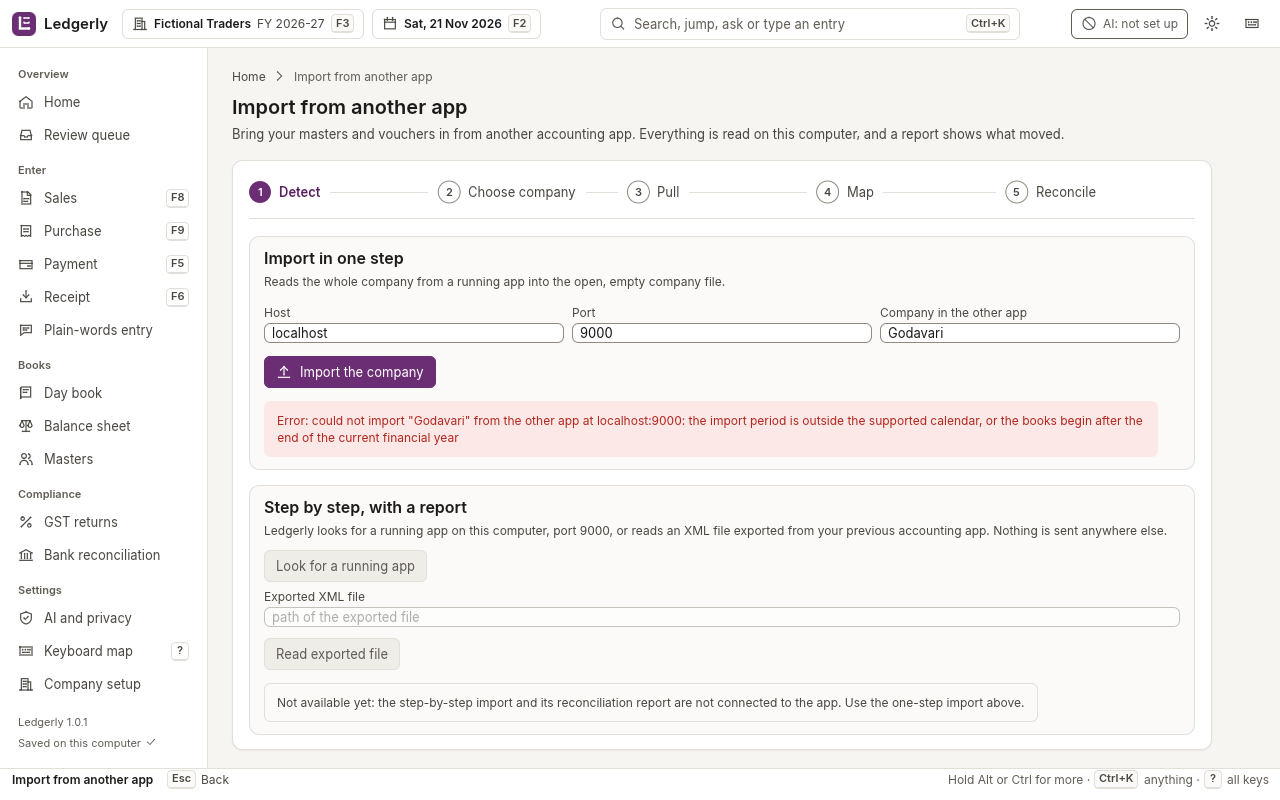 Ledgerly
Fictional Traders FY 2026-27 F3
Sat, 21 Nov 2026 F2
Search, jump, ask or type an entry Ctrl+K
AI: not set up
Overview
Home
Review queue
Enter
Sales F8
Purchase F9
Payment F5
Receipt F6
Plain-words entry
Books
Day book
Balance sheet
Masters
Compliance
GST returns
Bank reconciliation
Settings
AI and privacy
Keyboard map ?
Company setup
Ledgerly 1.0.1
Saved on this computer
Home Import from another app
Import from another app
Bring your masters and vouchers in from another accounting app. Everything is read on this computer, and a report shows what moved.
1 Detect 2 Choose company 3 Pull 4 Map 5 Reconcile
Import in one step
Reads the whole company from a running app into the open, empty company file.
Host Port Company in the other app
localhost 9000 Godavari
Import the company
Error: could not import "Godavari" from the other app at localhost:9000: the import period is outside the supported calendar, or the books begin after the
end of the current financial year
Step by step, with a report
Ledgerly looks for a running app on this computer, port 9000, or reads an XML file exported from your previous accounting app. Nothing is sent anywhere else.
Look for a running app
Exported XML file
path of the exported file
Read exported file
Not available yet: the step-by-step import and its reconciliation report are not connected to the app. Use the one-step import above.
Import from another app Esc Back
Hold Alt or Ctrl for more · Ctrl+K anything · ? all keys